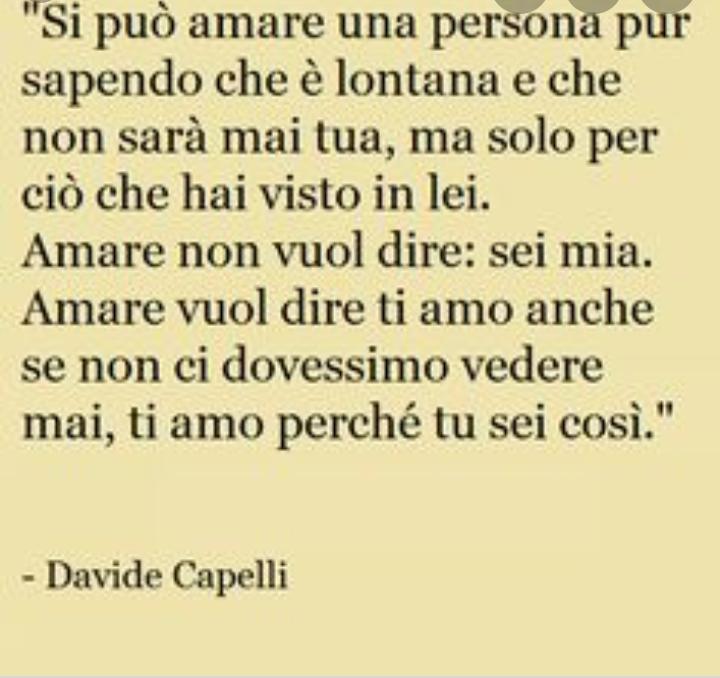 "Si può amare una persona pur
sapendo che è lontana e che
non sarà mai tua, ma solo per
ciò che hai visto in lei.
Amare non vuol dire: sei mia.
Amare vuol dire ti amo anche
se non ci dovessimo vedere
mai, ti amo perché tu sei così."
- Davide Capelli